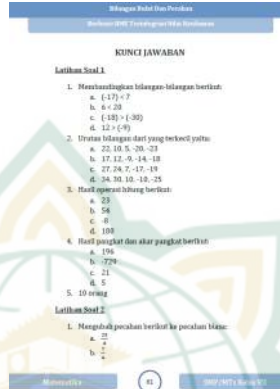 Bilangan Bulat Dan Pecahan
KUNCI JAWABAN
Latihan Soal 1
1. Membandingkan bilangan-bilangan berikut:
a. (-17) < 7
b. 6 < 20
c. (-18) > (-30)
d. 12 > (-9)
2. Urutan bilangan dari yang terkecil yaitu:
a. 22, 10, 5, -20, -23
b. 17, 12, -9, -14, -18
c. 27, 24, 7, -17, -19
d. 34, 30, 10, -10, -25
3. Hasil operasi hitung berikut:
a. 23
b. 54
c. -8
d. 100
4. Hasil pangkat dan akar pangkat berikut:
a. 196
b. -729
c. 21
d. 5
5. 10 orang
Latihan Soal 2
1. Mengubah pecahan berikut ke pecahan biasa:
a.
b.
Matematika
SMP/MTs Kelas VII